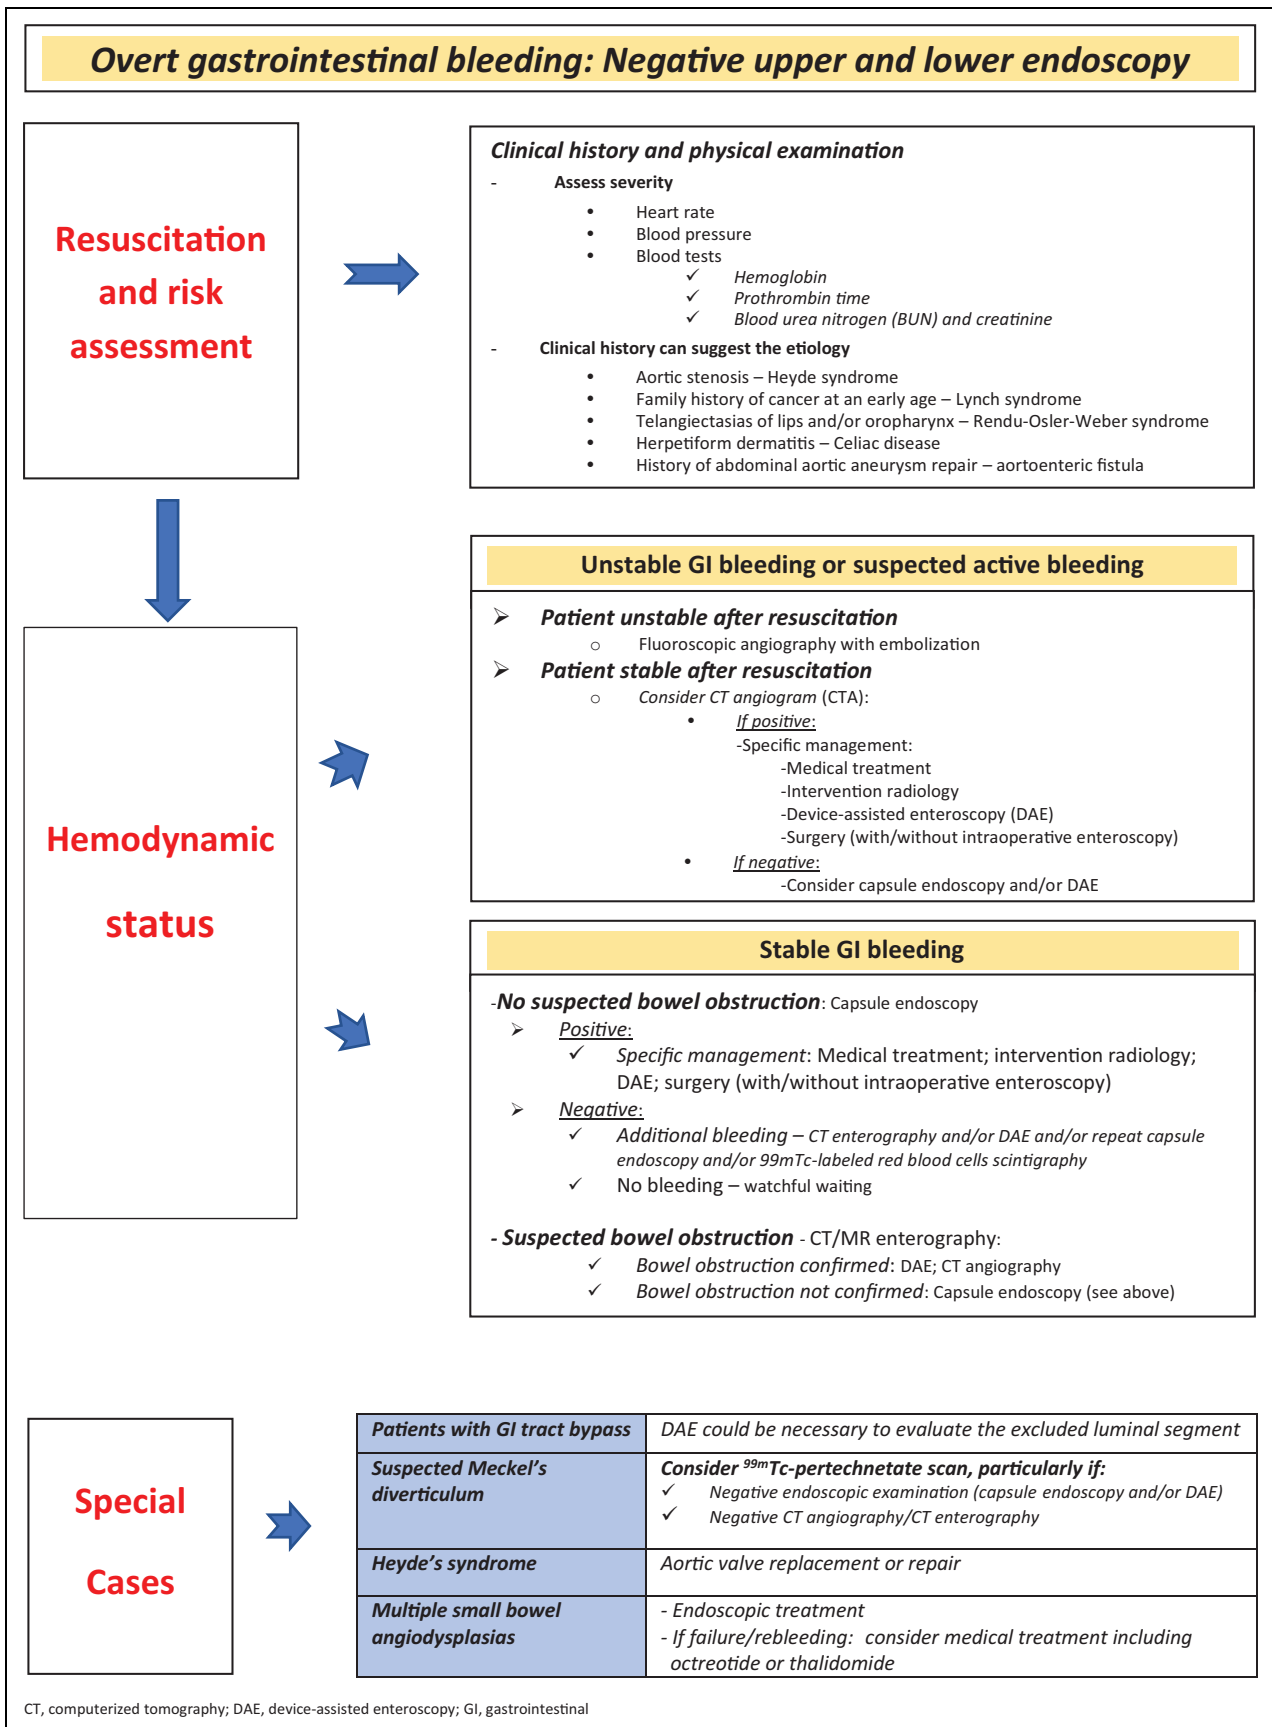 Overt gastrointestinal bleeding: Negative upper and lower endoscopy
Resuscitation
and risk
assessment
Clinical history and physical examination
- Assess severity
• Heart rate
• Blood pressure
• Blood tests
✓ Hemoglobin
✓ Prothrombin time
✓ Blood urea nitrogen (BUN) and creatinine
- Clinical history can suggest the etiology
• Aortic stenosis – Heyde syndrome
• Family history of cancer at an early age – Lynch syndrome
• Telangiectasias of lips and/or oropharynx – Rendu-Osler-Weber syndrome
• Herpetiform dermatitis – Celiac disease
• History of abdominal aortic aneurysm repair – aortoenteric fistula
Hemodynamic
status
Unstable GI bleeding or suspected active bleeding
➢ Patient unstable after resuscitation
o Fluoroscopic angiography with embolization
➢ Patient stable after resuscitation
o Consider CT angiogram (CTA):
• If positive:
-Specific management:
-Medical treatment
-Intervention radiology
-Device-assisted enteroscopy (DAE)
-Surgery (with/without intraoperative enteroscopy)
• If negative:
-Consider capsule endoscopy and/or DAE
Stable GI bleeding
-No suspected bowel obstruction: Capsule endoscopy
➢ Positive:
✓ Specific management: Medical treatment; intervention radiology;
DAE; surgery (with/without intraoperative enteroscopy)
➢ Negative:
✓ Additional bleeding – CT enterography and/or DAE and/or repeat capsule
endoscopy and/or 99mTc-labeled red blood cells scintigraphy
✓ No bleeding – watchful waiting
- Suspected bowel obstruction - CT/MR enterography:
✓ Bowel obstruction confirmed: DAE; CT angiography
✓ Bowel obstruction not confirmed: Capsule endoscopy (see above)
Special
Cases
Patients with GI tract bypass DAE could be necessary to evaluate the excluded luminal segment
Suspected Meckel's
diverticulum
Consider ⁹⁹ᵐTc-pertechnetate scan, particularly if:
✓ Negative endoscopic examination (capsule endoscopy and/or DAE)
✓ Negative CT angiography/CT enterography
Heyde's syndrome Aortic valve replacement or repair
Multiple small bowel
angiodysplasias
- Endoscopic treatment
- If failure/rebleeding: consider medical treatment including
octreotide or thalidomide
CT, computerized tomography; DAE, device-assisted enteroscopy; GI, gastrointestinal